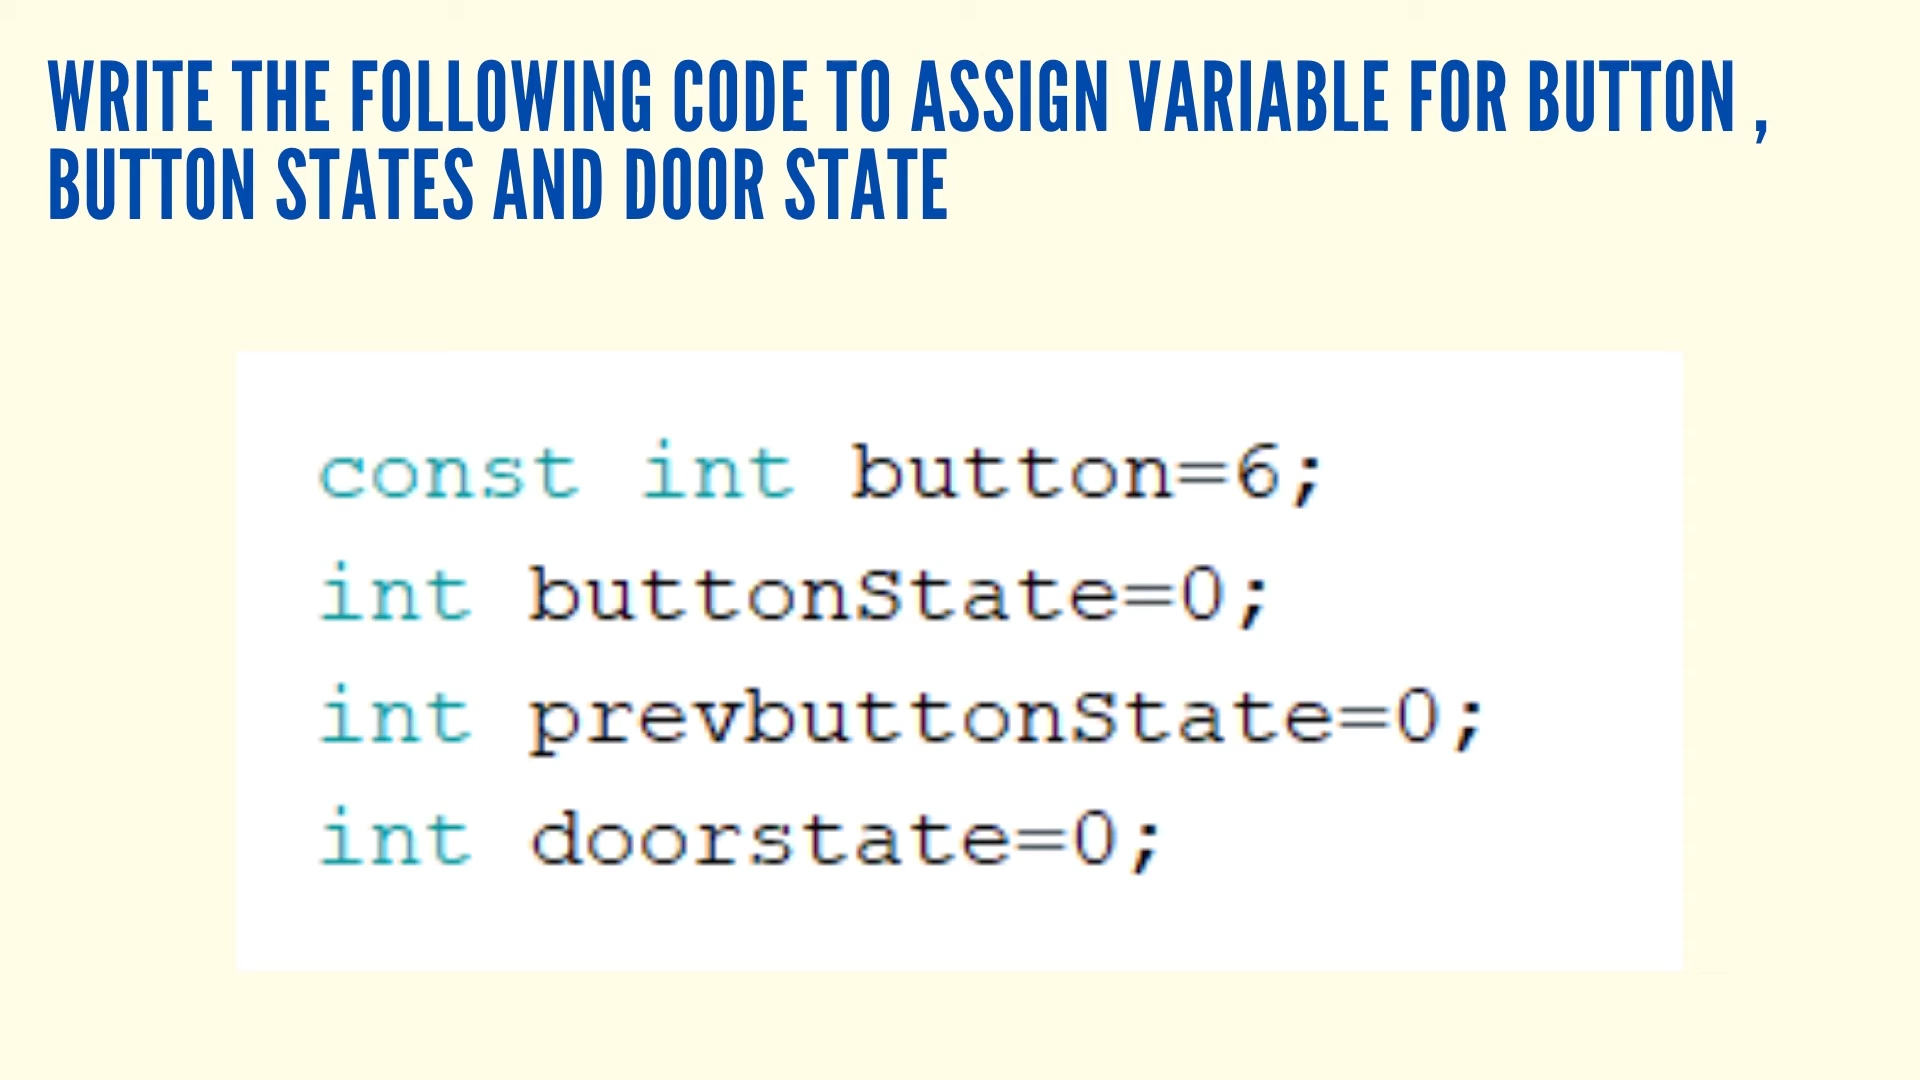 WRITE THE FOLLOWING CODE TO ASSIGN VARIABLE FOR BUTTON ,
BUTTON STATES AND DOOR STATE
const int button=6;
int buttonState=0;
int prevbuttonState=0;
int doorstate=0;